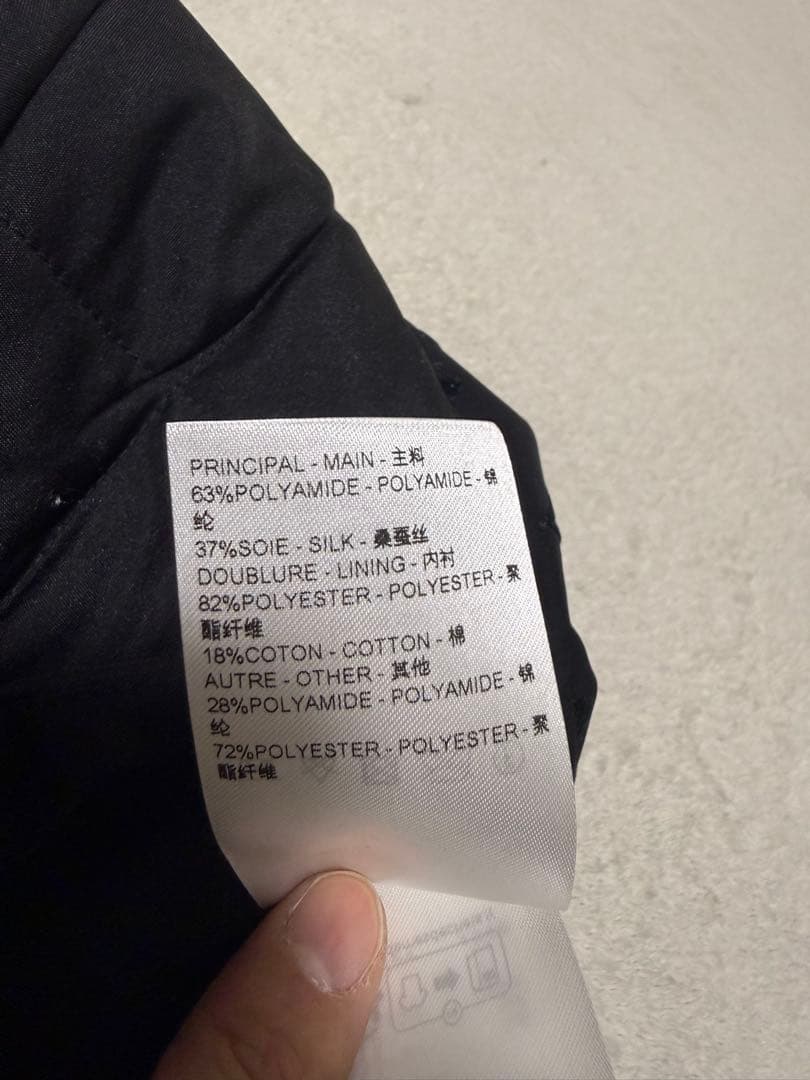 PRINCIPAL - MAIN - 主料
63%POLYAMIDE - POLYAMIDE - 锦
纶
37%SOIE - SILK - 桑蚕丝
DOUBLURE - LINING - 内衬
82%POLYESTER - POLYESTER - 聚
酯纤维
18%COTON - COTTON - 棉
AUTRE - OTHER - 其他
28%POLYAMIDE - POLYAMIDE - 锦
纶
72%POLYESTER - POLYESTER - 聚
酯纤维